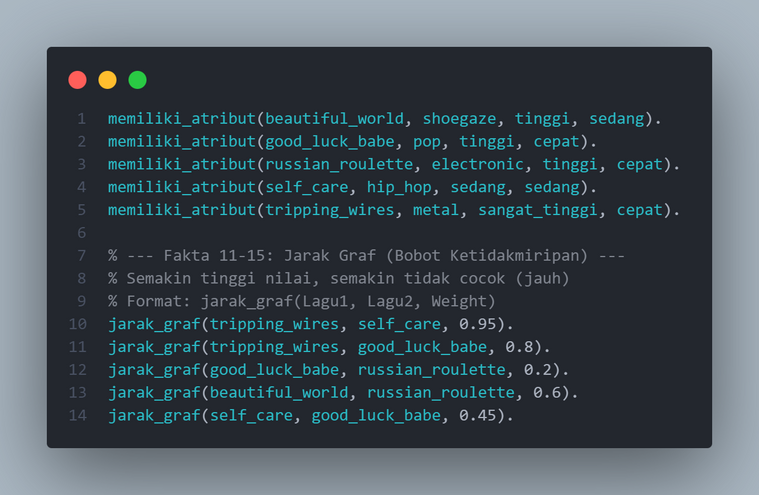 1 memiliki_atribut(beautiful_world, shoegaze, tinggi, sedang).
2 memiliki_atribut(good_luck_babe, pop, tinggi, cepat).
3 memiliki_atribut(russian_roulette, electronic, tinggi, cepat).
4 memiliki_atribut(self_care, hip_hop, sedang, sedang).
5 memiliki_atribut(tripping_wires, metal, sangat_tinggi, cepat).
6
7 % --- Fakta 11-15: Jarak Graf (Bobot Ketidakmiripan) ---
8 % Semakin tinggi nilai, semakin tidak cocok (jauh)
9 % Format: jarak_graf(Lagu1, Lagu2, Weight)
10 jarak_graf(tripping_wires, self_care, 0.95).
11 jarak_graf(tripping_wires, good_luck_babe, 0.8).
12 jarak_graf(good_luck_babe, russian_roulette, 0.2).
13 jarak_graf(beautiful_world, russian_roulette, 0.6).
14 jarak_graf(self_care, good_luck_babe, 0.45).